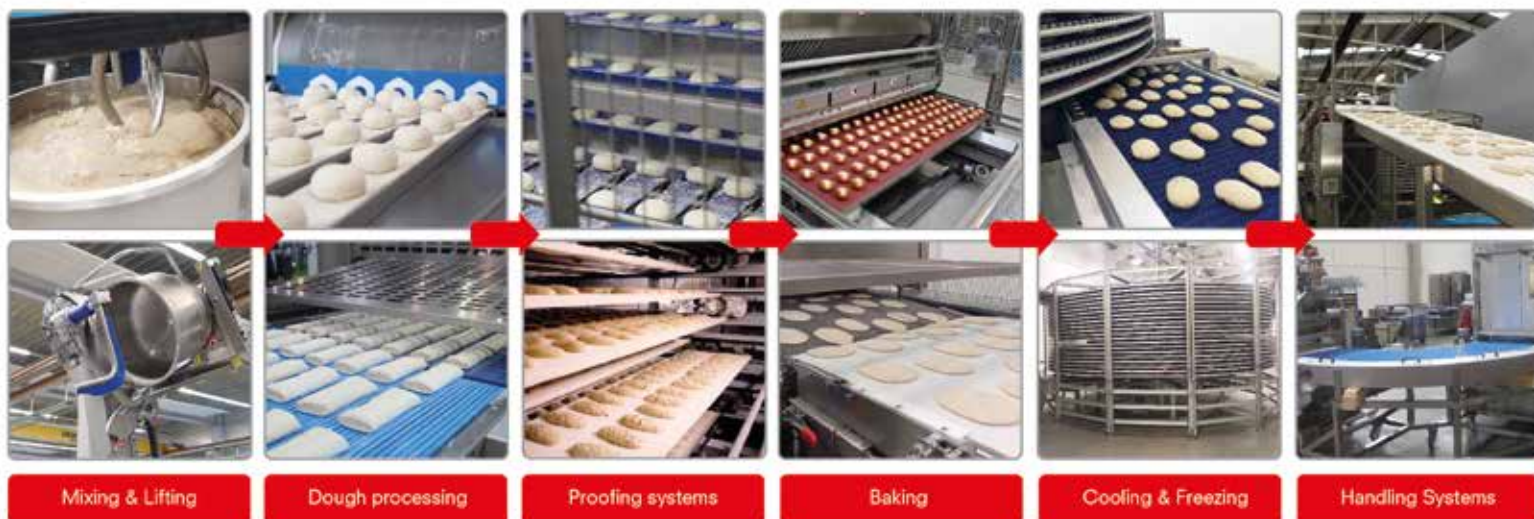 Mixing & Lifting
Dough processing
Proofing systems
Baking
Cooling & Freezing
Handling Systems